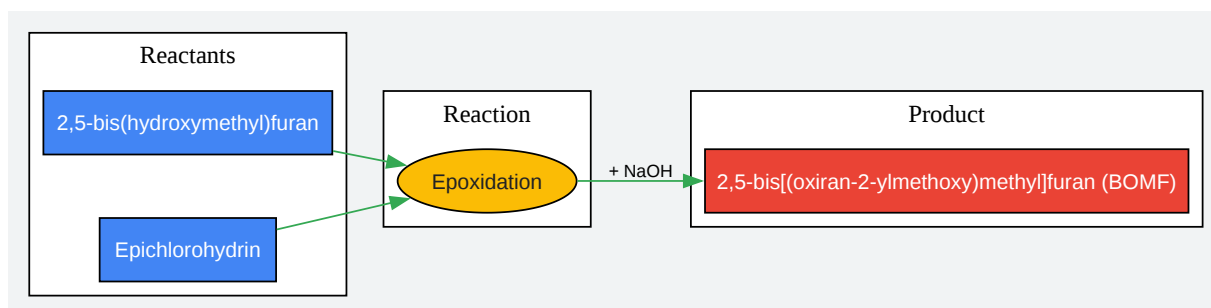 Reactants
2,5-bis(hydroxymethyl)furan
Epichlorohydrin
Reaction
Epoxidation
+ NaOH
Product
2,5-bis[(oxiran-2-ylmethoxy)methyl]furan (BOMF)